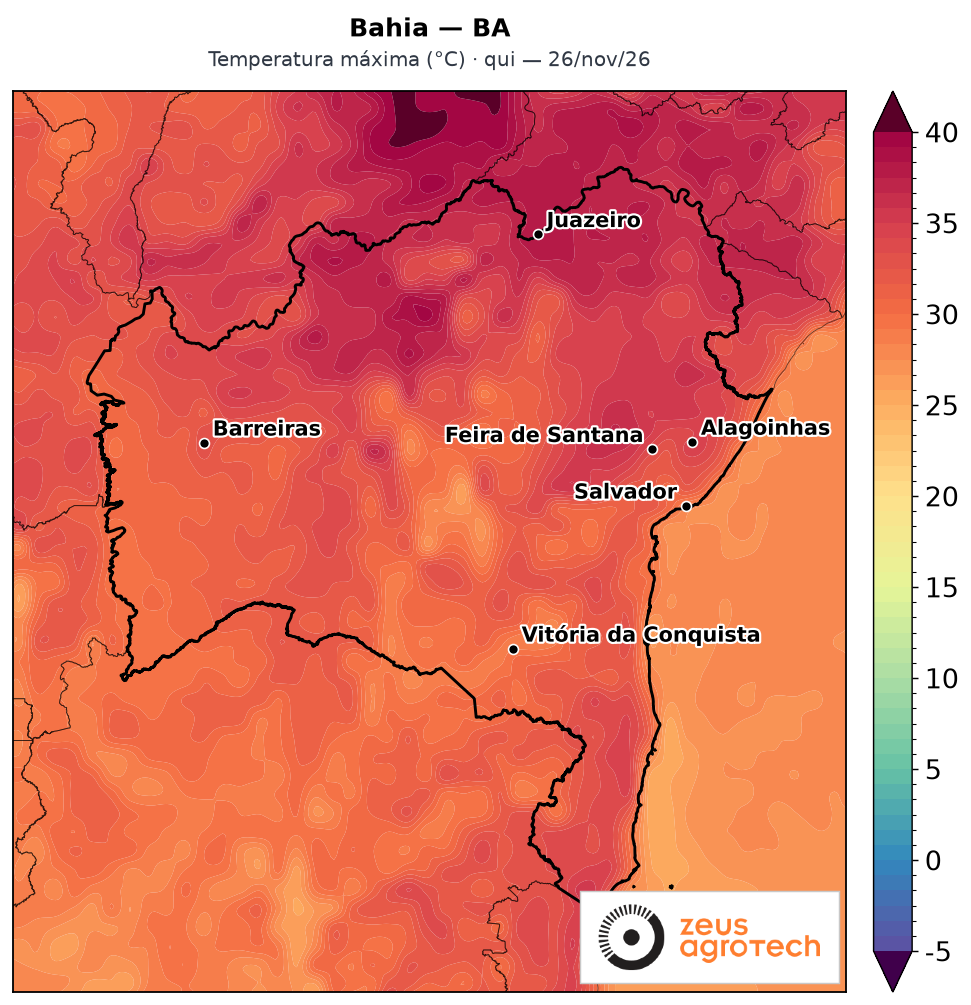 Bahia — BA
Temperatura máxima (°C) · qui — 26/nov/26
Juazeiro
Barreiras
Feira de Santana
Alagoinhas
Salvador
Vitória da Conquista
40
35
30
25
20
15
10
5
0
-5
zeus
agrotech